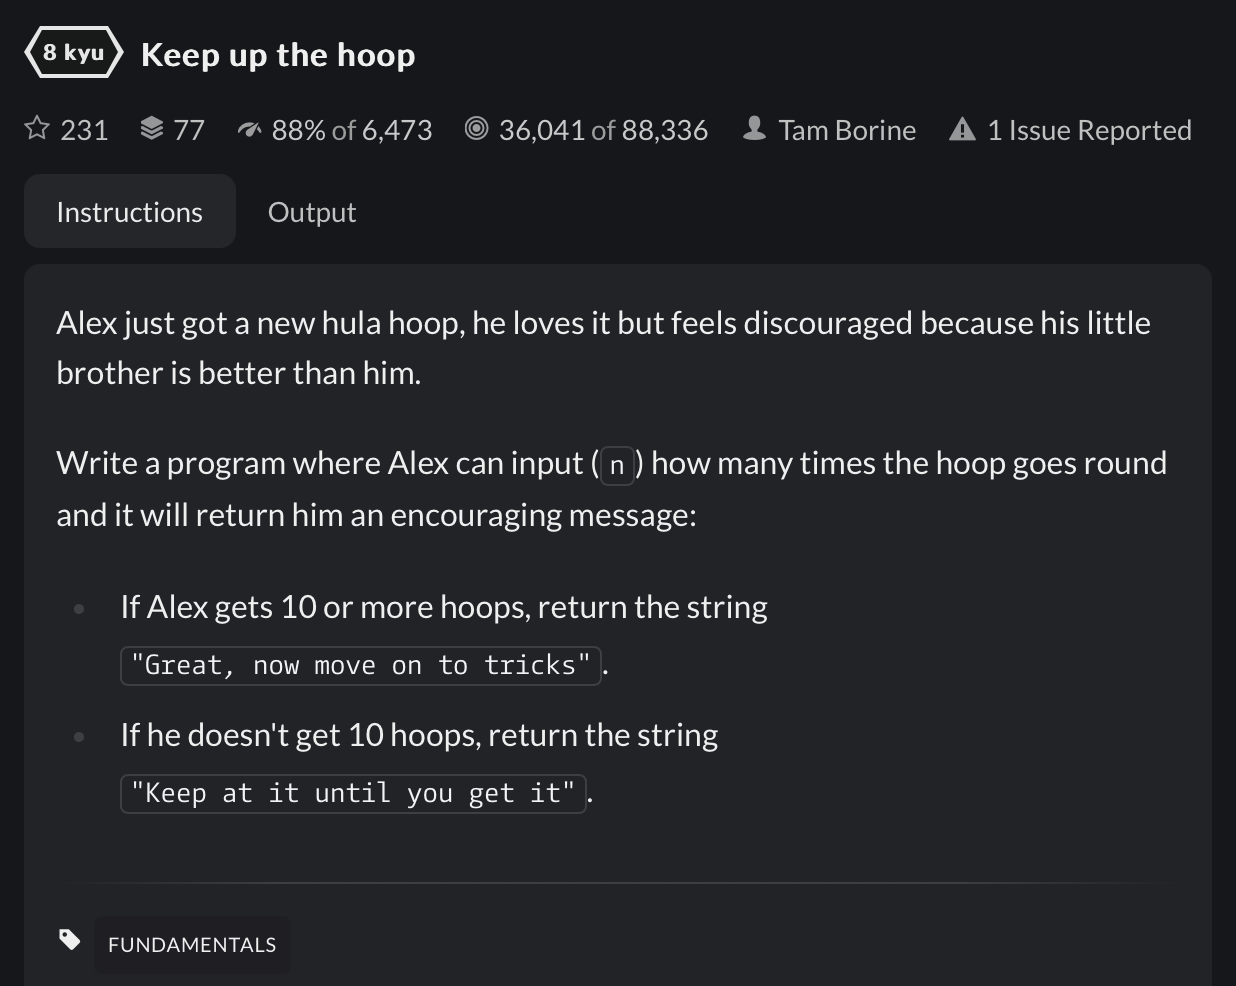 8 kyu Keep up the hoop
231 77 88% of 6,473 36,041 of 88,336 Tam Borine 1 Issue Reported
Instructions Output
Alex just got a new hula hoop, he loves it but feels discouraged because his little
brother is better than him.
Write a program where Alex can input (n) how many times the hoop goes round
and it will return him an encouraging message:
If Alex gets 10 or more hoops, return the string
"Great, now move on to tricks".
If he doesn't get 10 hoops, return the string
"Keep at it until you get it".
FUNDAMENTALS